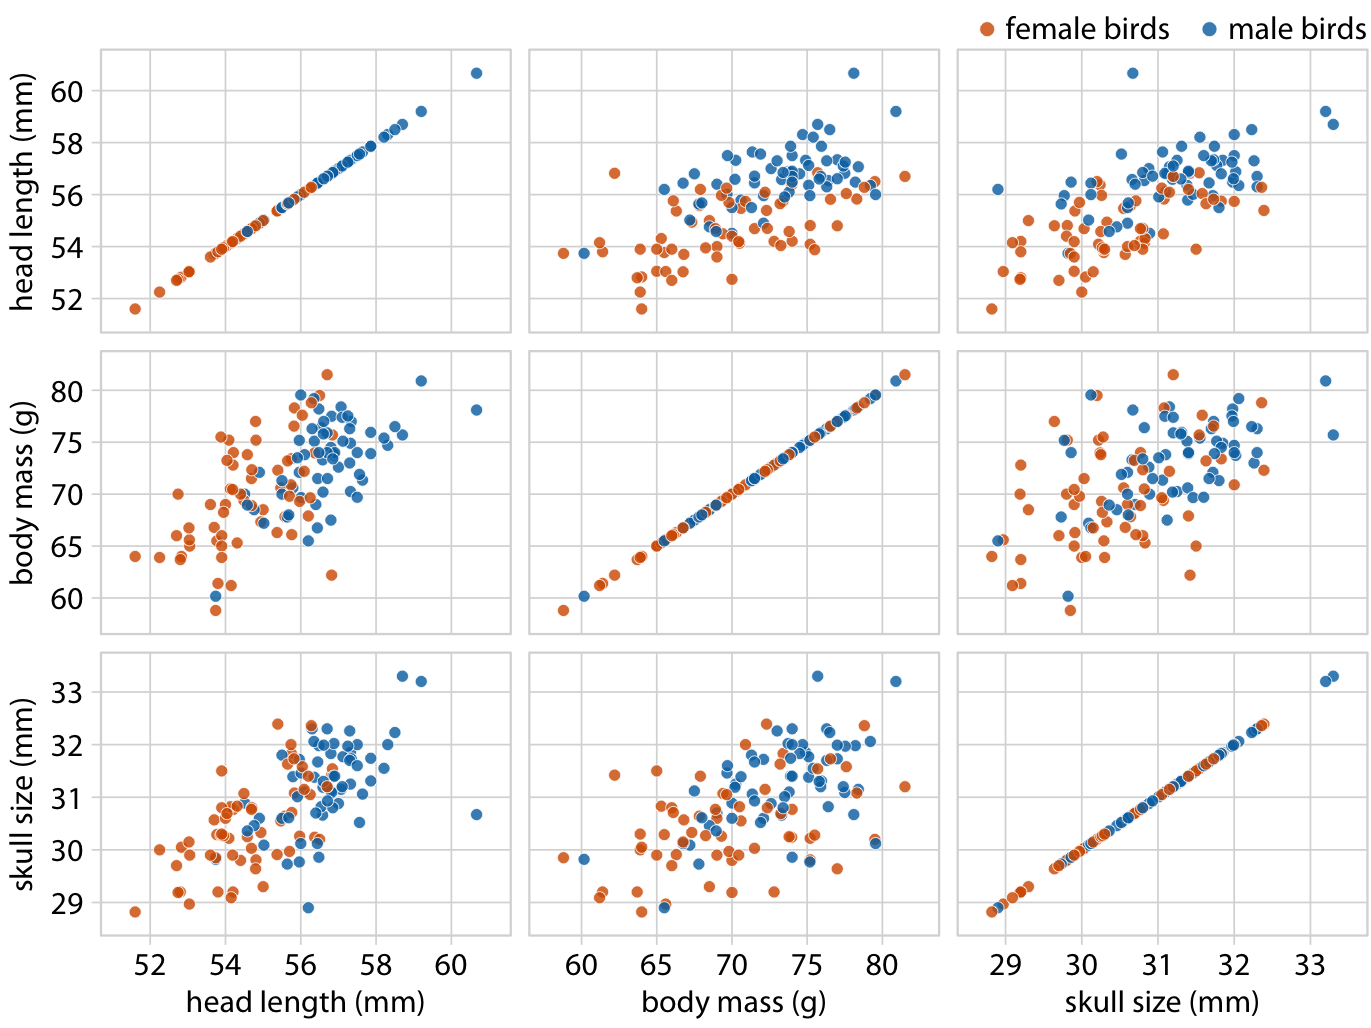 female birds male birds
head length (mm)
60
58
56
54
52
body mass (g)
80
75
70
65
60
skull size (mm)
33
32
31
30
29
52 54 56 58 60 60 65 70 75 80 29 30 31 32 33
head length (mm) body mass (g) skull size (mm)